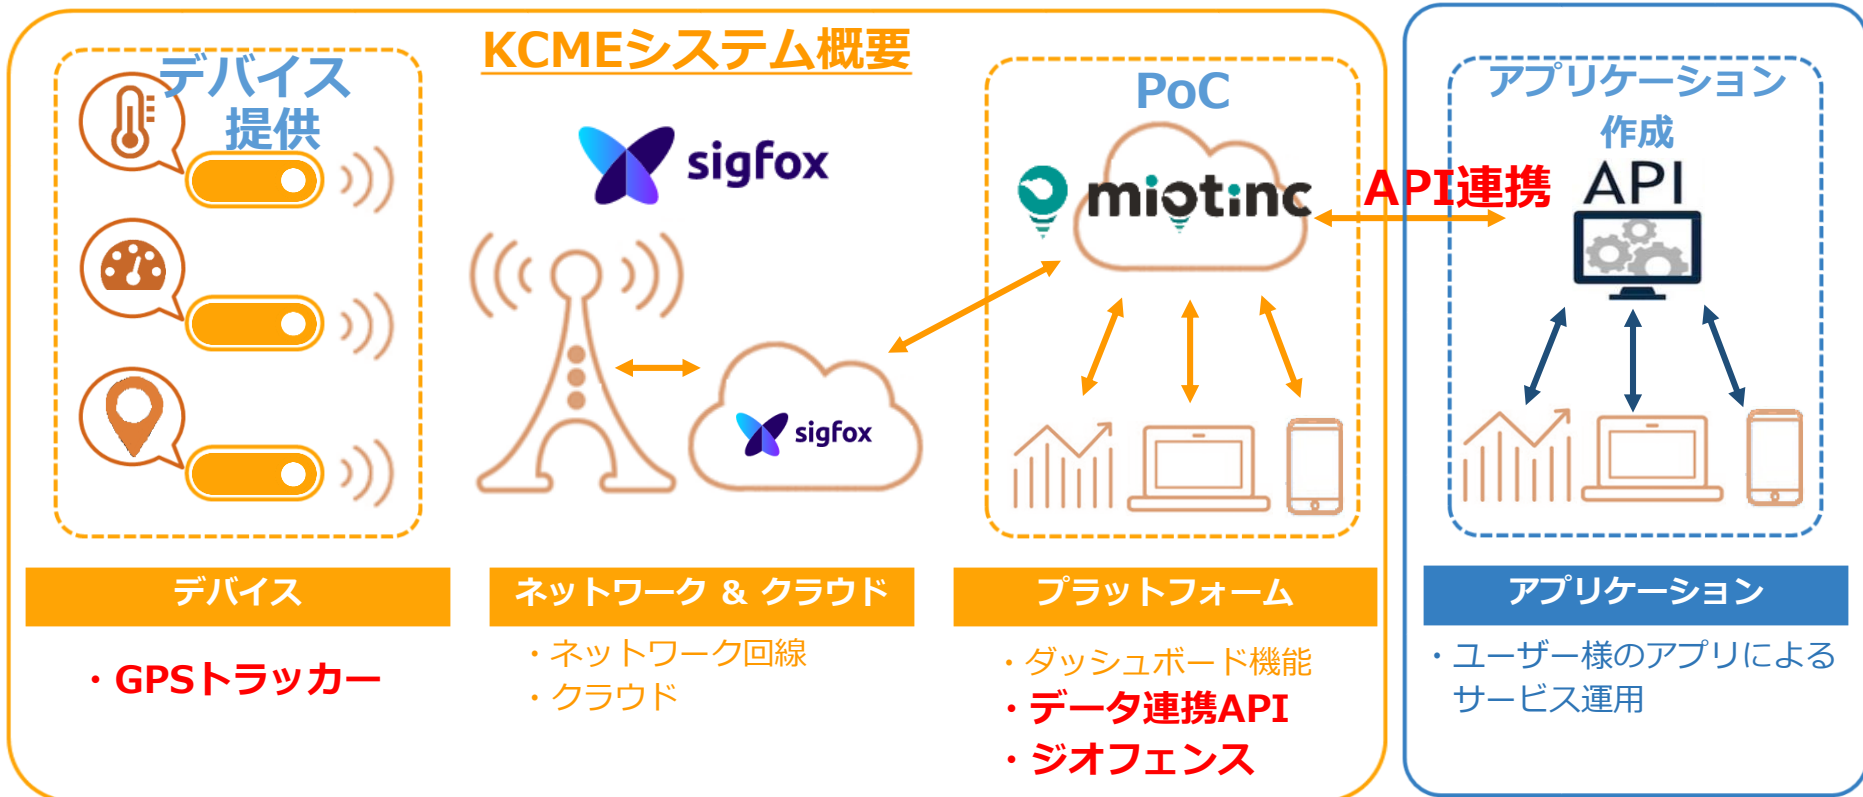 KCMEシステム概要
デバイス
提供
sigfox
sigfox
PoC
miotinc
API連携
アプリケーション
作成
API
デバイス
・GPSトラッカー
ネットワーク & クラウド
・ネットワーク回線
・クラウド
プラットフォーム
・ダッシュボード機能
・データ連携API
・ジオフェンス
アプリケーション
・ユーザー様のアプリによる
サービス運用